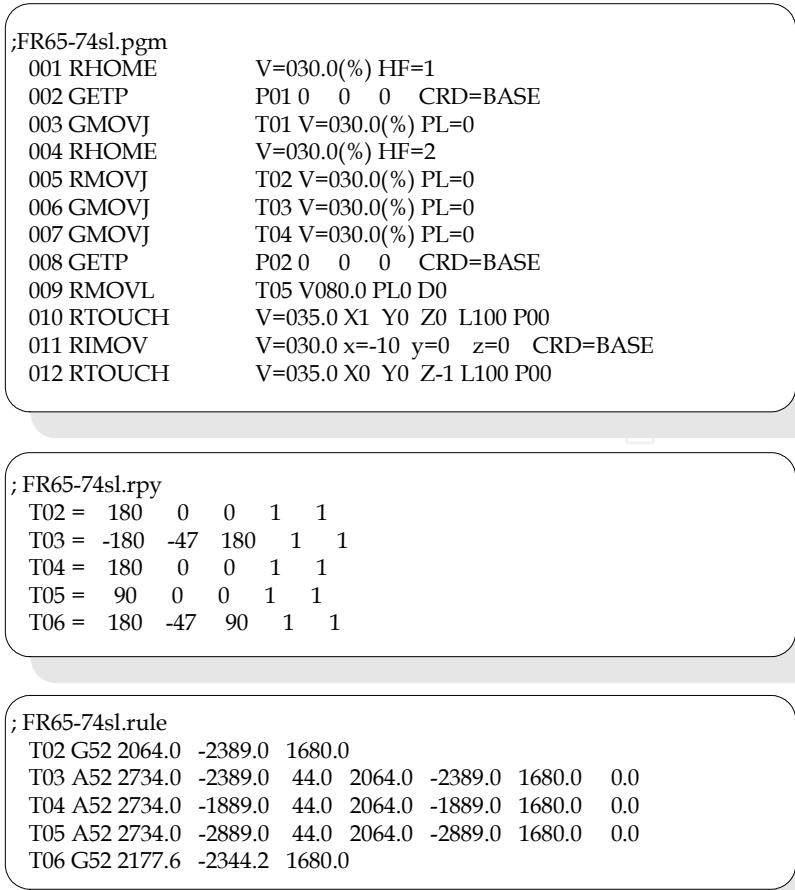 ;FR65-74sl.pgm
001 RHOME V=030.0(%) HF=1
002 GETP P01 0 0 0 CRD=BASE
003 GMOVJ T01 V=030.0(%) PL=0
004 RHOME V=030.0(%) HF=2
005 RMOVJ T02 V=030.0(%) PL=0
006 GMOVJ T03 V=030.0(%) PL=0
007 GMOVJ T04 V=030.0(%) PL=0
008 GETP P02 0 0 0 CRD=BASE
009 RMOVL T05 V080.0 PL0 D0
010 RTOUCH V=035.0 X1 Y0 Z0 L100 P00
011 RIMOV V=030.0 x=-10 y=0 z=0 CRD=BASE
012 RTOUCH V=035.0 X0 Y0 Z-1 L100 P00
; FR65-74sl.rpy
T02 = 180 0 0 1 1
T03 = -180 -47 180 1 1
T04 = 180 0 0 1 1
T05 = 90 0 0 1 1
T06 = 180 -47 90 1 1
; FR65-74sl.rule
T02 G52 2064.0 -2389.0 1680.0
T03 A52 2734.0 -2389.0 44.0 2064.0 -2389.0 1680.0 0.0
T04 A52 2734.0 -1889.0 44.0 2064.0 -1889.0 1680.0 0.0
T05 A52 2734.0 -2889.0 44.0 2064.0 -2889.0 1680.0 0.0
T06 G52 2177.6 -2344.2 1680.0